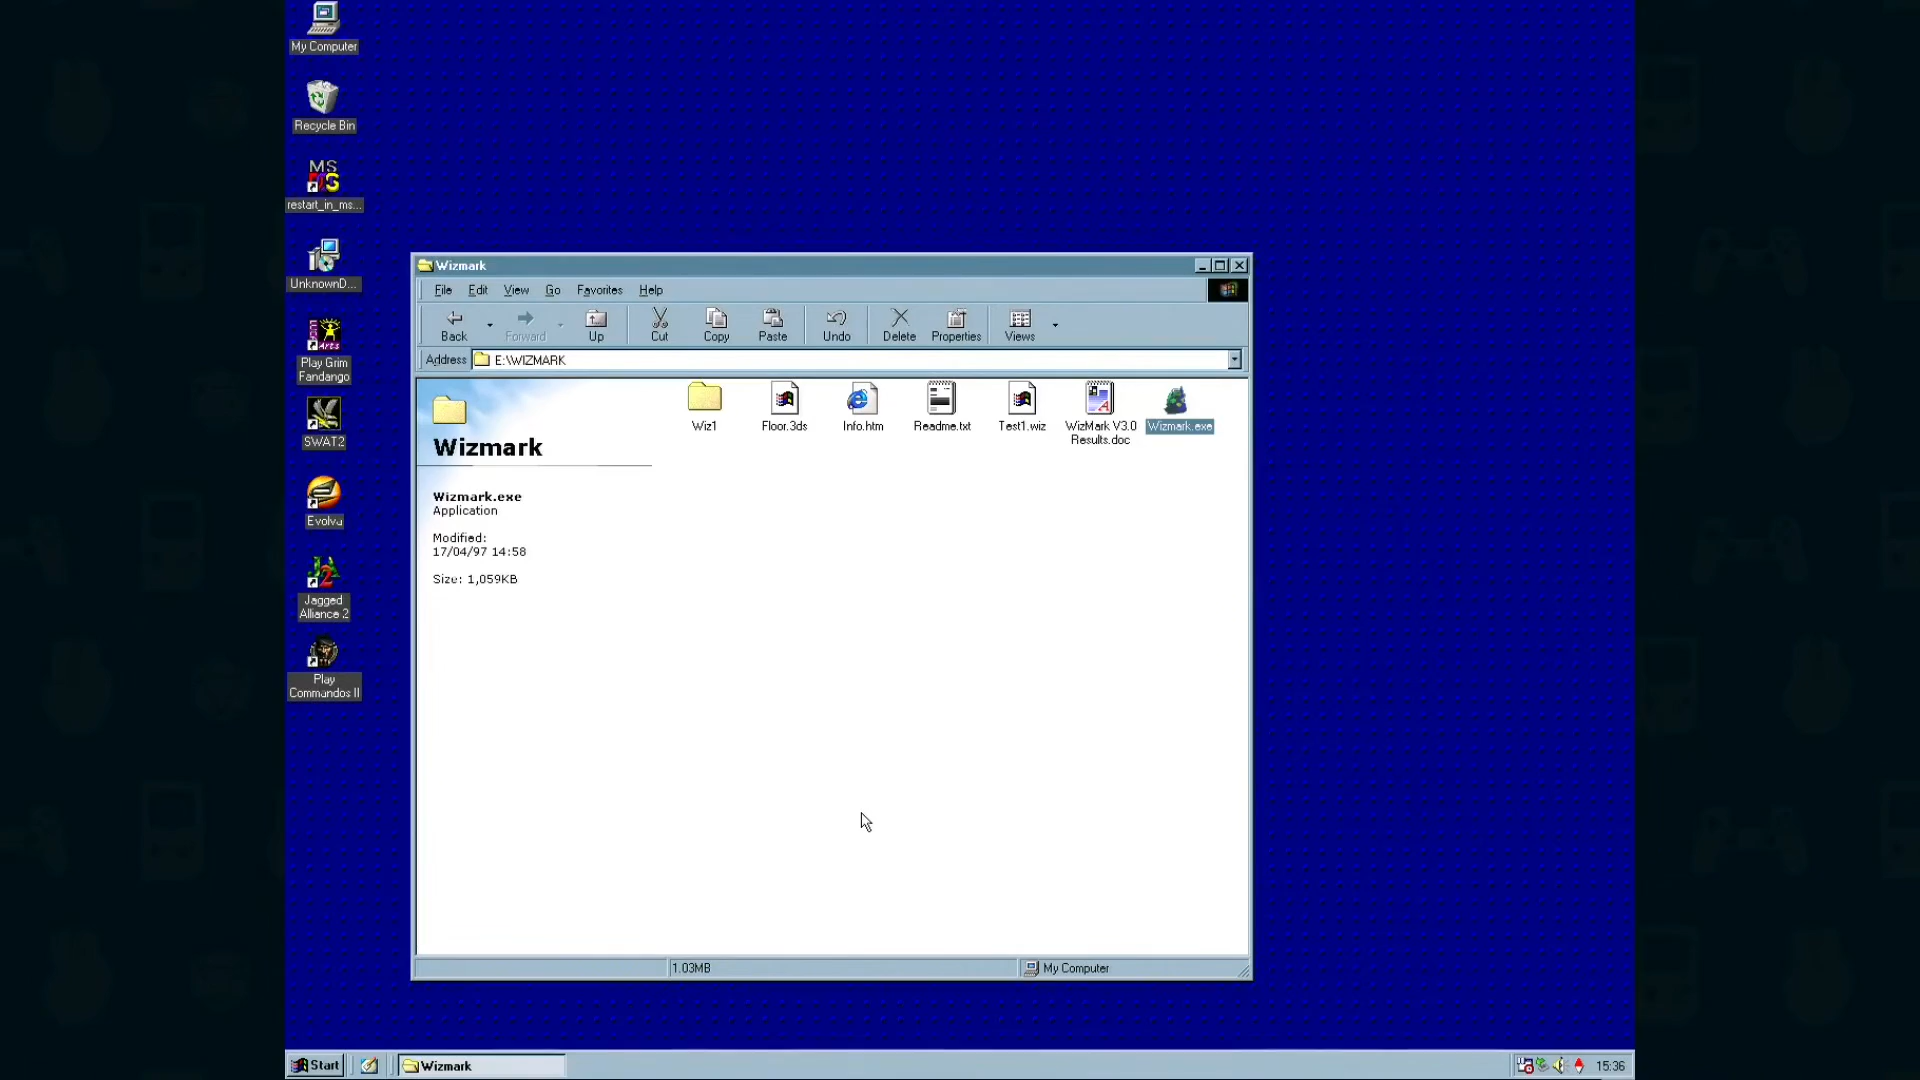 My Computer
Recycle Bin
MS
restart_in_ms...
UnknownD...
Play Grim
Fandango
SWAT2
Evolva
Jagged
Alliance 2
Play
Commandos II
Wizmark
File Edit View Go Favorites Help
Back Forward Up Cut Copy Paste Undo Delete Properties Views
Address E:\WIZMARK
Wiz1
Floor.3ds
Info.htm
Readme.txt
Test1.wiz
WizMark V3.0
Results.doc
Wizmark.exe
Wizmark
Wizmark.exe
Application
Modified:
17/04/97 14:58
Size: 1,059KB
1.03MB
My Computer
Start
Wizmark
15:36